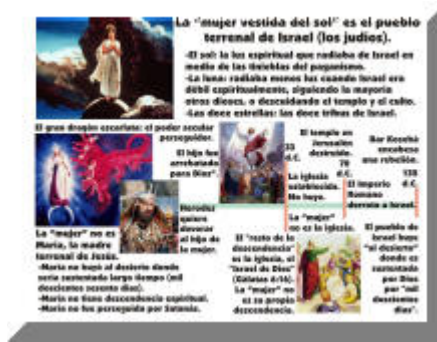 La "mujer vestida del sol" es el pueblo
terrenal de Israel (los judíos).
-El sol: la luz espiritual que radiaba de Israel en
medio de las tinieblas del paganismo.
-La luna: radiaba menos luz cuando Israel era
débil espiritualmente, siguiendo la mayoría
otros dioses, o descuidando el templo y el culto.
-Las doce estrellas: las doce tribus de Israel.
El gran dragón escarlata: el poder secular
perseguidor.
El hijo fue
arrebatado
para Dios".
Herodes
quiere
devorar
al hijo de
la mujer.
La "mujer" no es
María, la madre
terrenal de Jesús.
-María no huyó al desierto donde
sería sustentada largo tiempo (mil
doscientos sesenta días).
-María no tiene descendencia espiritual.
-María no fue perseguida por Satanás.
33
d.C.
La iglesia
establecida.
No huye.
El templo en
Jerusalén
destruido.
70
d.C.
Bar Kocheba
encabeza
una rebelión.
135
d.C.
El imperio
Romano
derrota a Israel.
La "mujer"
no es la iglesia.
El "resto de la
descendencia"
es la iglesia, el
"Israel de Dios"
(Gálatas 6:16).
La "mujer" no
es su propia
descendencia.
El pueblo de
Israel huye
"al desierto"
donde es
sustentado
por Dios
por "mil
doscientos
días".